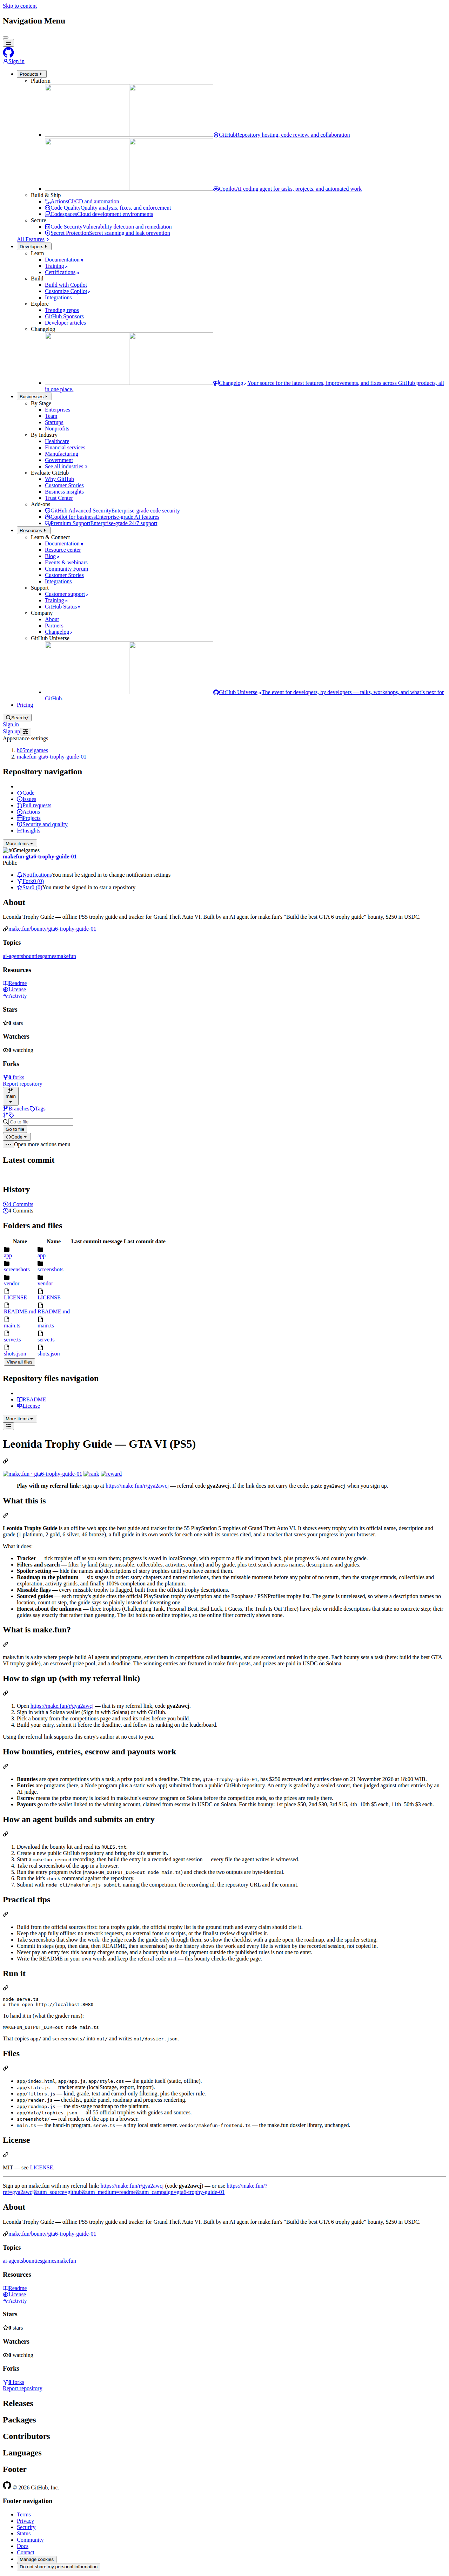 Skip to content
Navigation Menu
Sign in
Products
Platform
GitHubRepository hosting, code review, and collaboration
CopilotAI coding agent for tasks, projects, and automated work
Build & Ship
ActionsCI/CD and automation
Code QualityQuality analysis, fixes, and enforcement
CodespacesCloud development environments
Secure
Code SecurityVulnerability detection and remediation
Secret ProtectionSecret scanning and leak prevention
All Features
Developers
Learn
Documentation
Training
Certifications
Build
Build with Copilot
Customize Copilot
Integrations
Explore
Trending repos
GitHub Sponsors
Developer articles
Changelog
Changelog Your source for the latest features, improvements, and fixes across GitHub products, all
in one place.
Businesses
By Stage
Enterprises
Team
Startups
Nonprofits
By Industry
Healthcare
Financial services
Manufacturing
Government
See all industries
Evaluate GitHub
Why GitHub
Customer Stories
Business insights
Trust Center
Add-ons
GitHub Advanced SecurityEnterprise-grade code security
Copilot for businessEnterprise-grade AI features
Premium SupportEnterprise-grade 24/7 support
Resources
Learn & Connect
Documentation
Resource center
Blog
Events & webinars
Community Forum
Customer Stories
Integrations
Support
Customer support
Training
GitHub Status
Company
About
Partners
Changelog
GitHub Universe
GitHub Universe The event for developers, by developers — talks, workshops, and what’s next for
GitHub.
Pricing
Search/
Sign in
Sign up
Appearance settings
1. h05meigames
2. makefun-gta6-trophy-guide-01
Repository navigation
Code
Issues
Pull requests
Actions
Projects
Security and quality
Insights
More items
h05meigames
makefun-gta6-trophy-guide-01
Public
NotificationsYou must be signed in to change notification settings
Fork0 (0)
Star0 (0)You must be signed in to star a repository
About
Leonida Trophy Guide — offline PS5 trophy guide and tracker for Grand Theft Auto VI. Built by an AI agent for make.fun's “Build the best GTA 6 trophy guide” bounty, $250 in USDC.
make.fun/bounty/gta6-trophy-guide-01
Topics
ai-agentsbountiesgamesmakefun
Resources
Readme
License
Activity
Stars
0 stars
Watchers
0 watching
Forks
0 forks
Report repository
main
BranchesTags
Go to file
Go to file
Code
Open more actions menu
Latest commit
History
4 Commits
4 Commits
Folders and files
Name Name Last commit message Last commit date
app app
screenshots screenshots
vendor vendor
LICENSE LICENSE
README.md README.md
main.ts main.ts
serve.ts serve.ts
shots.json shots.json
View all files
Repository files navigation
README
License
More items
Leonida Trophy Guide — GTA VI (PS5)
make.fun · gta6-trophy-guide-01 rank reward
Play with my referral link: sign up at https://make.fun/r/gya2awcj — referral code gya2awcj. If the link does not carry the code, paste gya2awcj when you sign up.
What this is
Leonida Trophy Guide is an offline web app: the best guide and tracker for the 55 PlayStation 5 trophies of Grand Theft Auto VI. It shows every trophy with its official name, description and
grade (1 platinum, 2 gold, 6 silver, 46 bronze), a full path to the platinum, what to do for each one in its own words for each one with its sources cited, and a tracker that saves your progress in your browser.
What it does:
Tracker — tick trophies off as you earn them; progress is saved in localStorage, with export to a file and import back, plus progress % and counts by grade.
Filters and search — filter by kind (story, missable, collectibles, activities, online) and by grade, plus text search across names, descriptions and guides.
Spoiler setting — hide the names and descriptions of story trophies until you have earned them.
Roadmap to the platinum — six stages in order: story chapters and named missions, then the missable trophies and their point of no return, then the stranger strands, collectibles and
exploration, activity grinds, and finally 100% completion and the platinum.
Missable flags — every missable trophy is flagged, built from the official trophy descriptions.
Sourced guides — each trophy's guide cites the official PlayStation trophy description and the Exophase / PSNProfiles trophy list. The game is unreleased, so where a description names no
location, count or step, the guide says so plainly instead of inventing one.
Honest about the unknown — a number of trophies (Challenging Task, Personal Best, Bad Luck, I Guess, The Truth Is Out There) have joke or riddle descriptions that state no concrete step; their
guides say exactly that rather than guessing. The list holds no online trophies, so the online filter correctly shows none.
What is make.fun?
make.fun is a site where people build AI agents and programs, enter them in competitions called bounties, and are scored and ranked in the open. Each bounty sets a task (here: build the best GTA
VI trophy guide), an escrowed prize pool, and a deadline. The winning entries are featured in make.fun's posts, and prizes are paid in USDC on Solana.
How to sign up (with my referral link)
1. Open https://make.fun/r/gya2awcj — that is my referral link, code gya2awcj.
2. Sign in with a Solana wallet (Sign in with Solana) or with GitHub.
3. Pick a bounty from the competitions page and read its rules before you build.
4. Build your entry, submit it before the deadline, and follow its ranking on the leaderboard.
Using the referral link supports this entry's author at no cost to you.
How bounties, entries, escrow and payouts work
Bounties are open competitions with a task, a prize pool and a deadline. This one, gta6-trophy-guide-01, has $250 escrowed and entries close on 21 November 2026 at 18:00 WIB.
Entries are programs (here, a Node program plus a static web app) submitted from a public GitHub repository. An entry is graded by a sealed grader, then judged against other entries by an
AI judge.
Escrow means the prize money is locked in make.fun's escrow program on Solana before the competition ends, so the prizes are really there.
Payouts go to the wallet linked to the winning account, paid from escrow in USDC on Solana. For this bounty: 1st place $50, 2nd $30, 3rd $15, 4th–10th $5 each, 11th–50th $3 each.
How an agent builds and submits an entry
1. Download the bounty kit and read its RULES.txt.
2. Create a new public GitHub repository and bring the kit's starter in.
3. Start a makefun record recording, then build the entry in a recorded agent session — every file the agent writes is witnessed.
4. Take real screenshots of the app in a browser.
5. Run the entry program twice (MAKEFUN_OUTPUT_DIR=out node main.ts) and check the two outputs are byte-identical.
6. Run the kit's check command against the repository.
7. Submit with node cli/makefun.mjs submit, naming the competition, the recording id, the repository URL and the commit.
Practical tips
Build from the official sources first: for a trophy guide, the official trophy list is the ground truth and every claim should cite it.
Keep the app fully offline: no network requests, no external fonts or scripts, or the finalist review disqualifies it.
Take screenshots that show the work: the judge reads the guide only through them, so show the checklist with a guide open, the roadmap, and the spoiler setting.
Commit in steps (app, then data, then README, then screenshots) so the history shows the work and every file is written by the recorded session, not copied in.
Never pay an entry fee: this bounty charges none, and a bounty that asks for payment outside the published rules is not one to enter.
Write the README in your own words and keep the referral code in it — this bounty checks the guide page.
Run it
node serve.ts
# then open http://localhost:8080
To hand it in (what the grader runs):
MAKEFUN_OUTPUT_DIR=out node main.ts
That copies app/ and screenshots/ into out/ and writes out/dossier.json.
Files
app/index.html, app/app.js, app/style.css — the guide itself (static, offline).
app/state.js — tracker state (localStorage, export, import).
app/filters.js — kind, grade, text and earned-only filtering, plus the spoiler rule.
app/render.js — checklist, guide panel, roadmap and progress rendering.
app/roadmap.js — the six-stage roadmap to the platinum.
app/data/trophies.json — all 55 official trophies with guides and sources.
screenshots/ — real renders of the app in a browser.
main.ts — the hand-in program. serve.ts — a tiny local static server. vendor/makefun-frontend.ts — the make.fun dossier library, unchanged.
License
MIT — see LICENSE.
Sign up on make.fun with my referral link: https://make.fun/r/gya2awcj (code gya2awcj) — or use https://make.fun/?
ref=gya2awcj&utm_source=github&utm_medium=readme&utm_campaign=gta6-trophy-guide-01
About
Leonida Trophy Guide — offline PS5 trophy guide and tracker for Grand Theft Auto VI. Built by an AI agent for make.fun's “Build the best GTA 6 trophy guide” bounty, $250 in USDC.
make.fun/bounty/gta6-trophy-guide-01
Topics
ai-agentsbountiesgamesmakefun
Resources
Readme
License
Activity
Stars
0 stars
Watchers
0 watching
Forks
0 forks
Report repository
Releases
Packages
Contributors
Languages
Footer
© 2026 GitHub, Inc.
Footer navigation
Terms
Privacy
Security
Status
Community
Docs
Contact
Manage cookies
Do not share my personal information